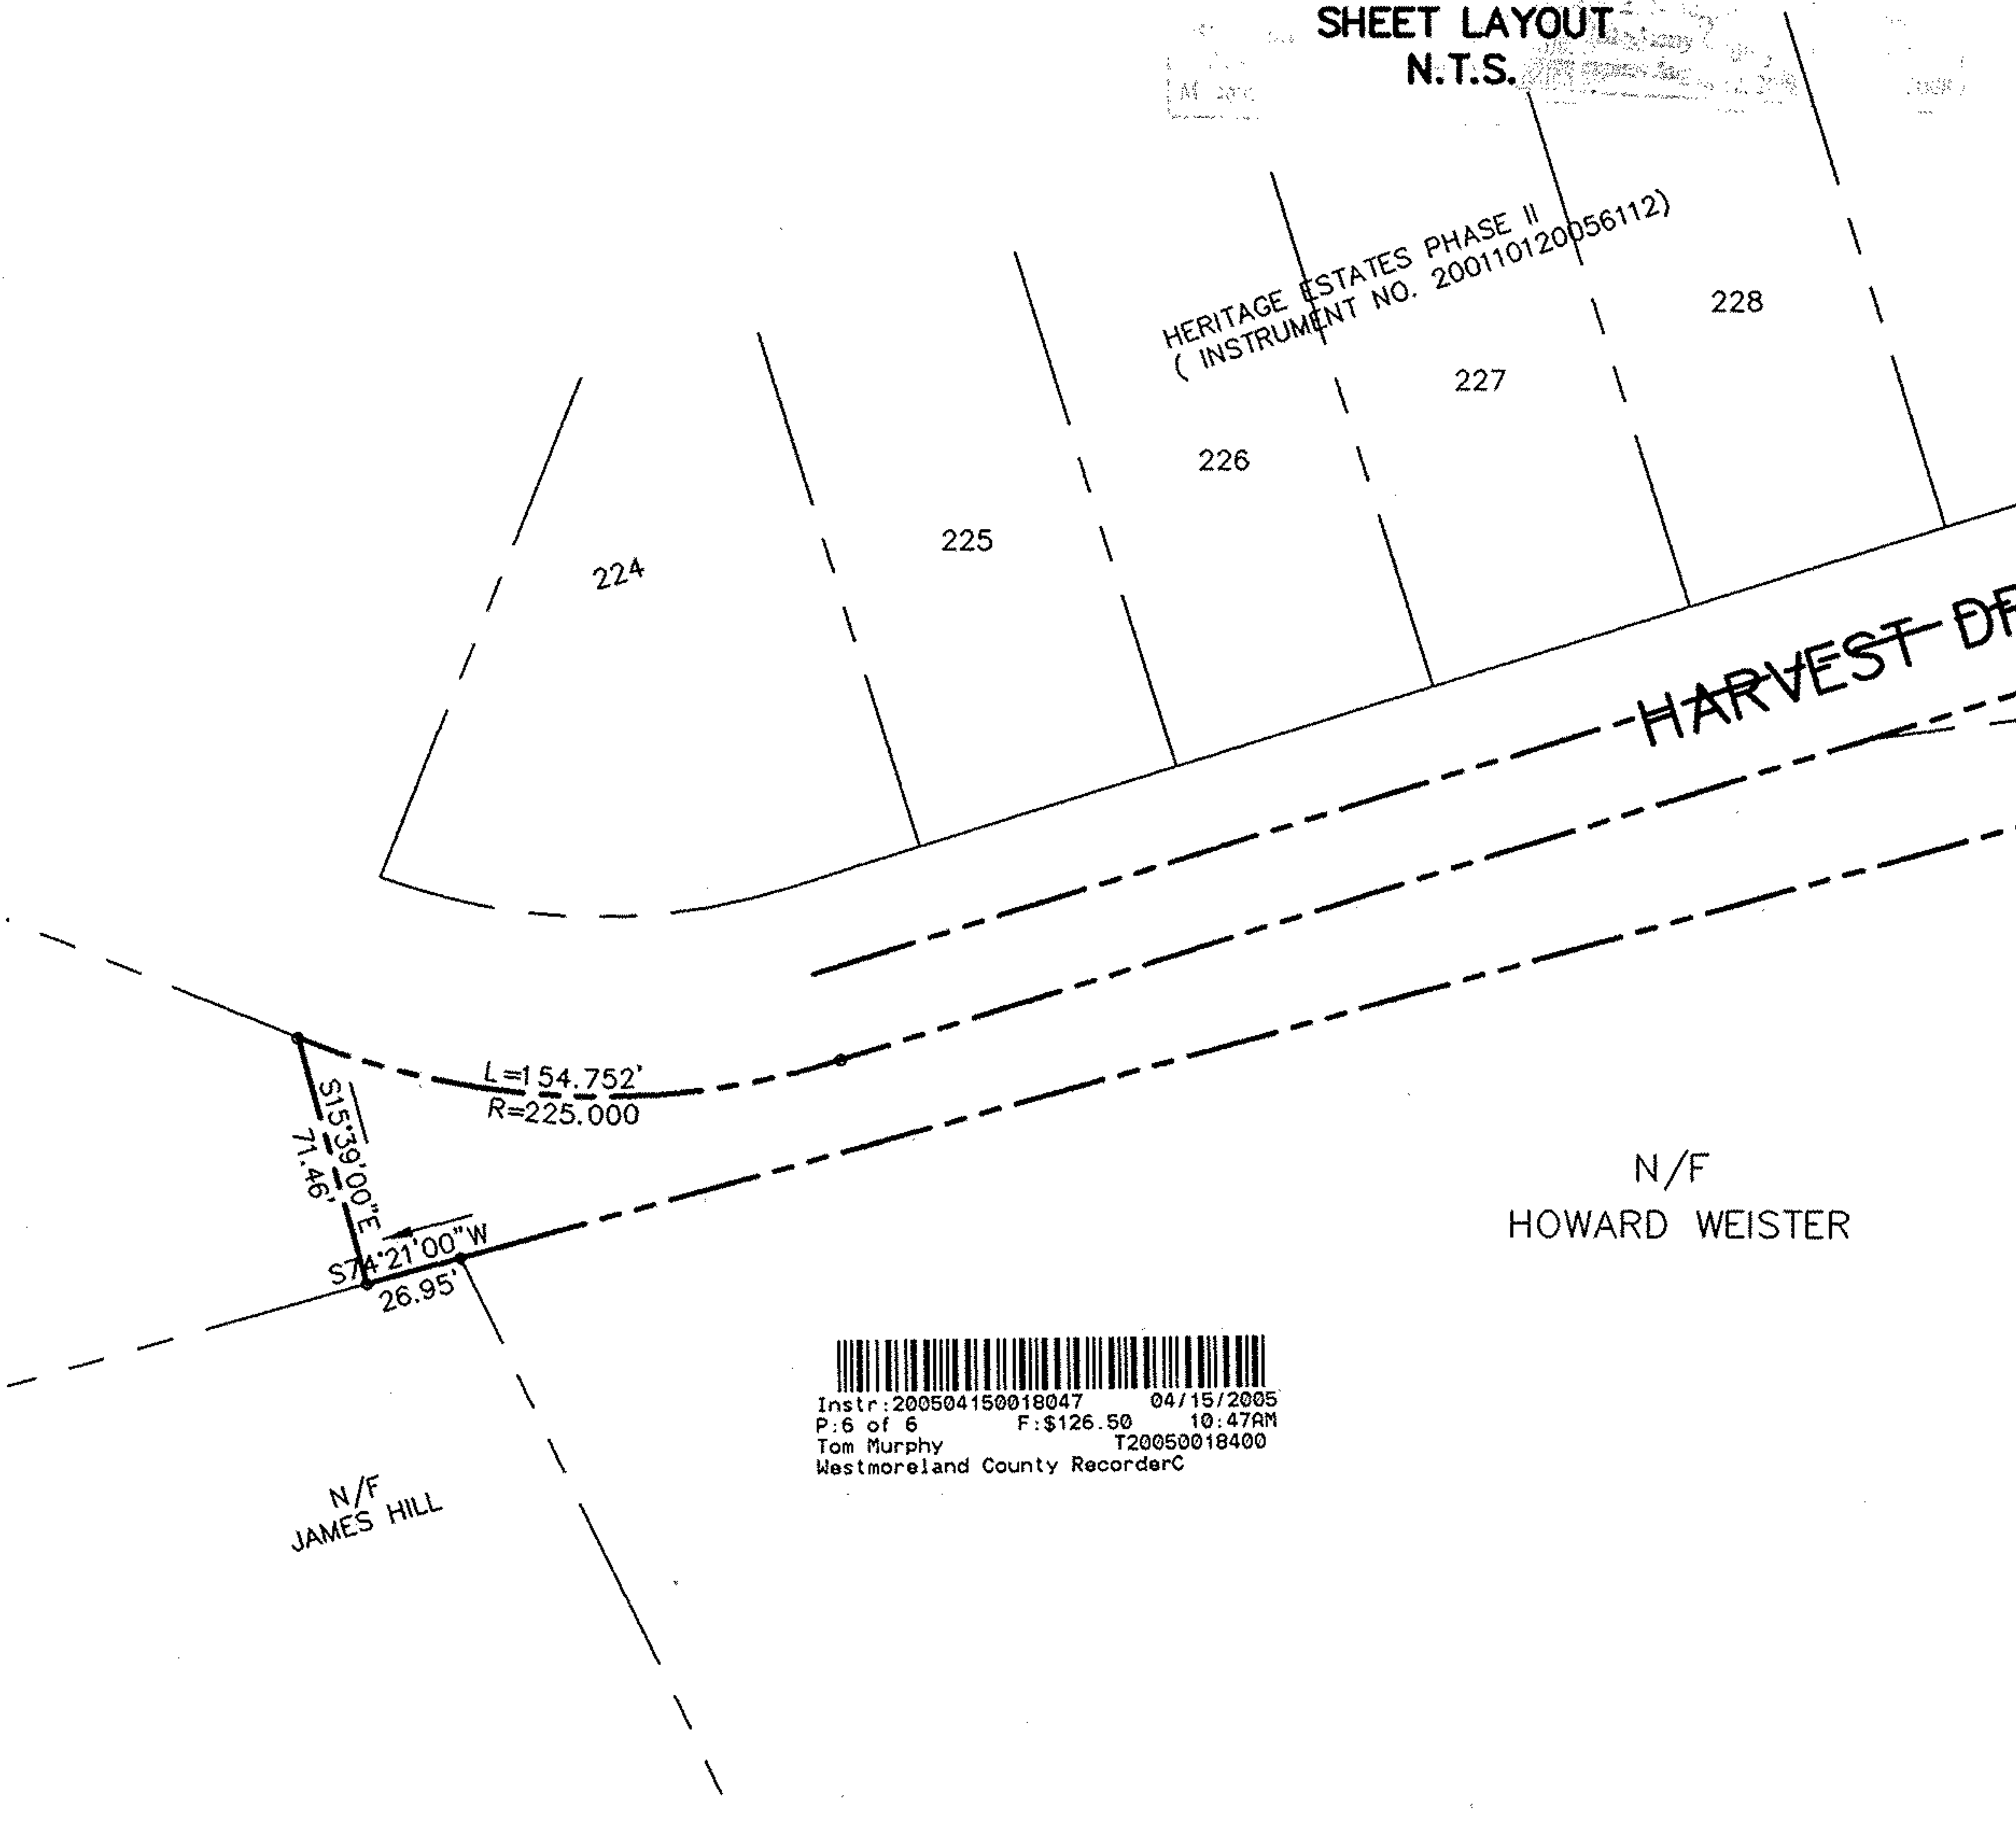 SHEET LAYOUT
N.T.S.
HERITAGE ESTATES PHASE II
( INSTRUMENT NO. 200110120056112)
228
227
226
225
224
HARVEST
L=154.752'
R=225.000
S15°39'00"E
71.46'
S74°21'00"W
26.95'
N/F
HOWARD WEISTER
Instr:200504150018047 04/15/2005
P:6 of 6 F:$126.50 10:47AM
Tom Murphy T20050018400
Westmoreland County RecorderC
N/F
JAMES HILL